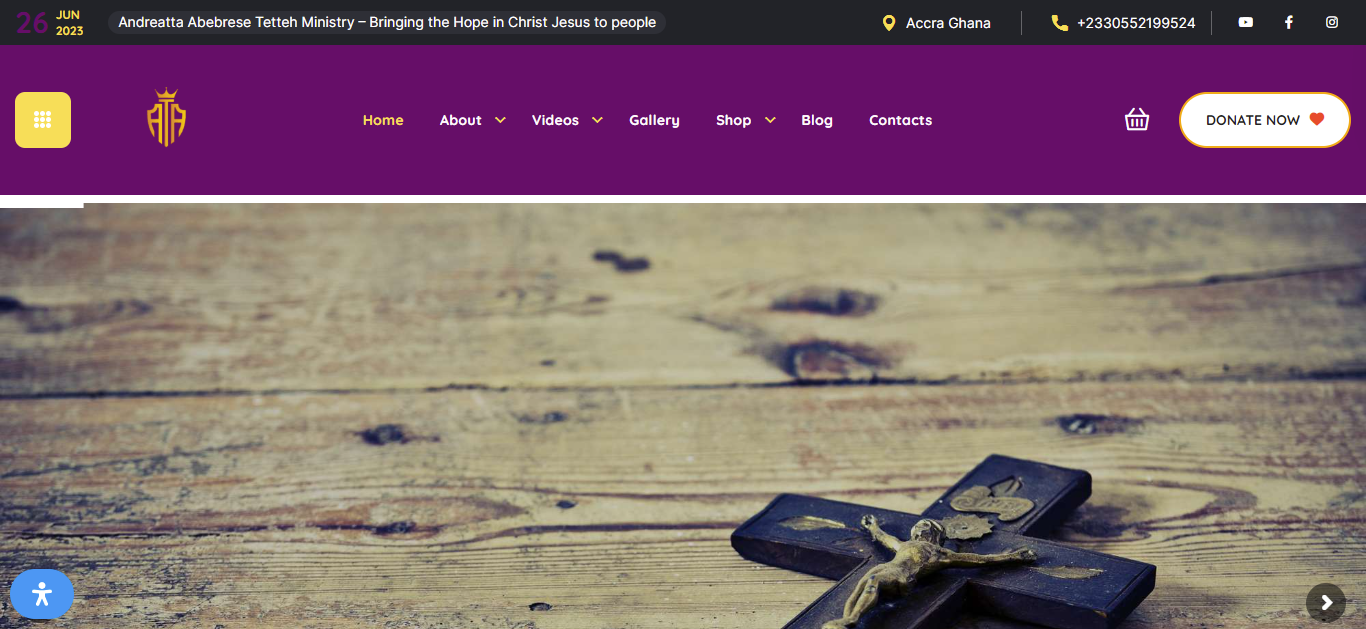 26 JUN
2023
Andreatta Abebrese Tetteh Ministry – Bringing the Hope in Christ Jesus to people
Accra Ghana
+2330552199524
ATA
Home
About
Videos
Gallery
Shop
Blog
Contacts
DONATE NOW